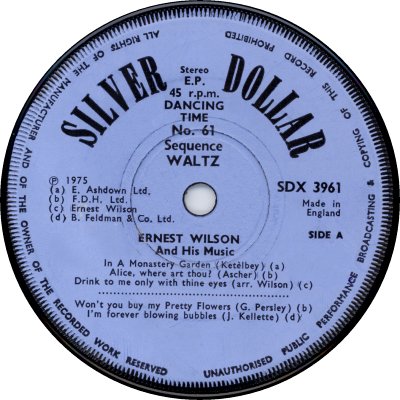 ALL RIGHTS OF THE MANUFACTURER AND OF THE OWNER OF THE RECORDED WORK RESERVED
UNAUTHORISED PUBLIC PERFORMANCE BROADCASTING & COPYING OF THIS RECORD PROHIBITED
SILVER DOLLAR
Stereo
E.P.
45 r.p.m.
DANCING
TIME
No. 61
Sequence
WALTZ
℗ 1975
(a) E. Ashdown Ltd.
(b) F.D.H. Ltd.
(c) Ernest Wilson
(d) B. Feldman & Co. Ltd.
SDX 3961
Made in
England
SIDE A
ERNEST WILSON
And His Music
In A Monastery Garden (Ketelbey) (a)
Alice, where art thou? (Ascher) (b)
Drink to me only with thine eyes (arr. Wilson) (c)
Won't you buy my Pretty Flowers (G. Persley) (b)
I'm forever blowing bubbles (J. Kellette) (d)